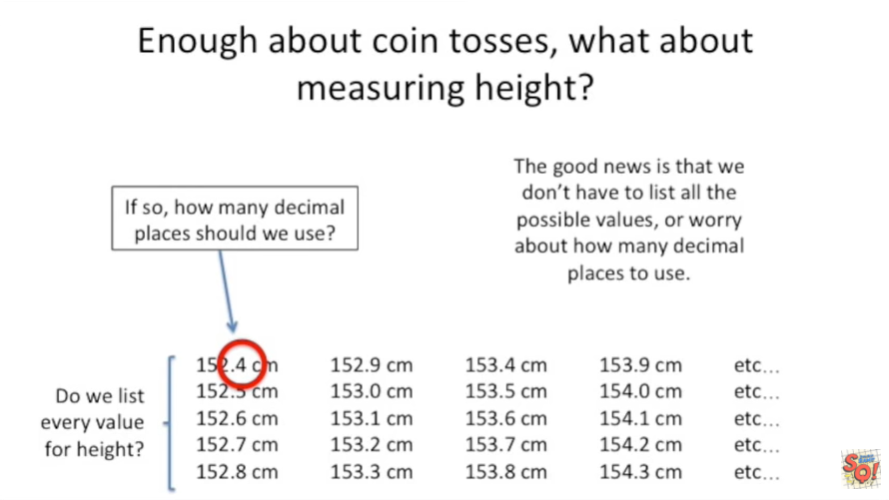 Enough about coin tosses, what about
measuring height?
The good news is that we
don't have to list all the
possible values, or worry
about how many decimal
places to use.
If so, how many decimal
places should we use?
Do we list
every value
for height?
152.4 cm 152.9 cm 153.4 cm 153.9 cm etc...
152.5 cm 153.0 cm 153.5 cm 154.0 cm etc...
152.6 cm 153.1 cm 153.6 cm 154.1 cm etc...
152.7 cm 153.2 cm 153.7 cm 154.2 cm etc...
152.8 cm 153.3 cm 153.8 cm 154.3 cm etc...
SQ!